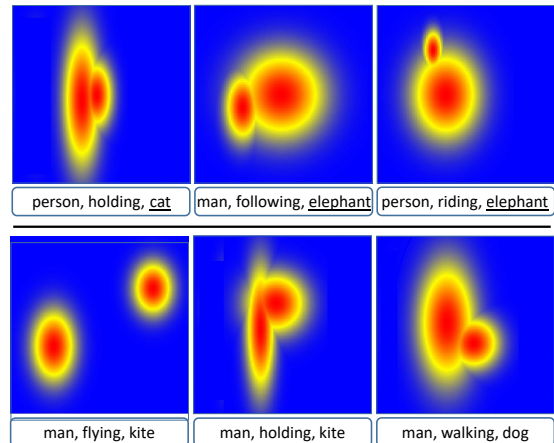 person, holding, cat
man, following, elephant
person, riding, elephant
man, flying, kite
man, holding, kite
man, walking, dog